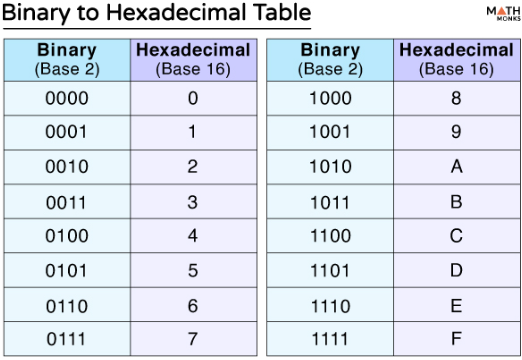 Binary to Hexadecimal Table
MATH
MONKS
Binary (Base 2) Hexadecimal (Base 16) Binary (Base 2) Hexadecimal (Base 16)
0000 0 1000 8
0001 1 1001 9
0010 2 1010 A
0011 3 1011 B
0100 4 1100 C
0101 5 1101 D
0110 6 1110 E
0111 7 1111 F